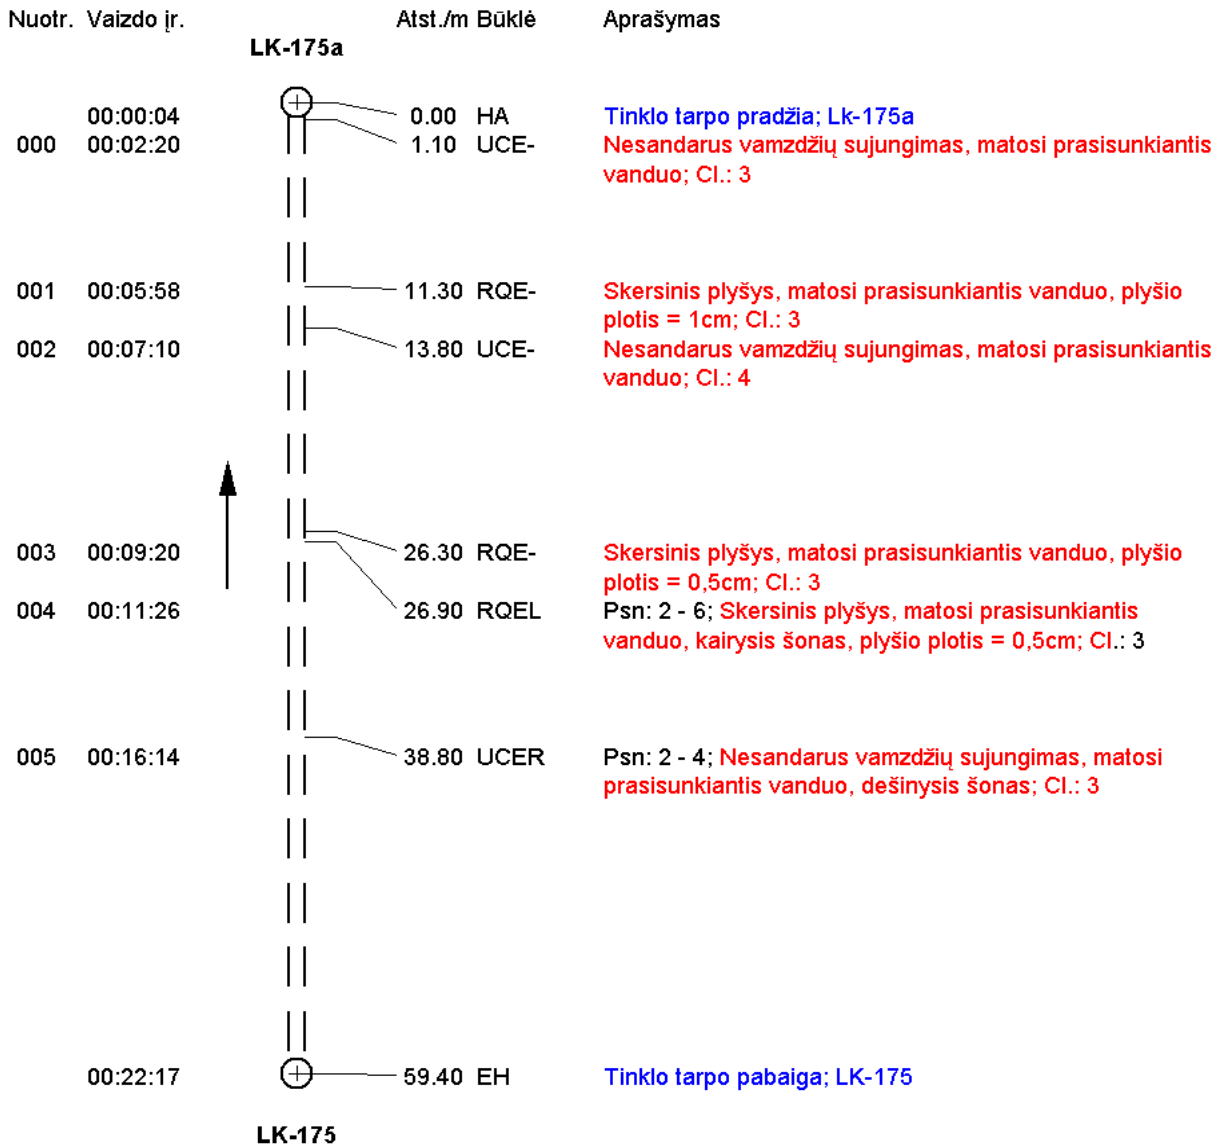 Nuotr. Vaizdo įr. Atst./m Būklė Aprašymas
LK-175a
00:00:04 0.00 HA Tinklo tarpo pradžia; Lk-175a
000 00:02:20 1.10 UCE- Nesandarus vamzdžių sujungimas, matosi prasisunkiantis
vanduo; Cl.: 3
001 00:05:58 11.30 RQE- Skersinis plyšys, matosi prasisunkiantis vanduo, plyšio
plotis = 1cm; Cl.: 3
002 00:07:10 13.80 UCE- Nesandarus vamzdžių sujungimas, matosi prasisunkiantis
vanduo; Cl.: 4
003 00:09:20 26.30 RQE- Skersinis plyšys, matosi prasisunkiantis vanduo, plyšio
plotis = 0,5cm; Cl.: 3
004 00:11:26 26.90 RQEL Psn: 2 - 6; Skersinis plyšys, matosi prasisunkiantis
vanduo, kairysis šonas, plyšio plotis = 0,5cm; Cl.: 3
005 00:16:14 38.80 UCER Psn: 2 - 4; Nesandarus vamzdžių sujungimas, matosi
prasisunkiantis vanduo, dešinysis šonas; Cl.: 3
00:22:17 59.40 EH Tinklo tarpo pabaiga; LK-175
LK-175